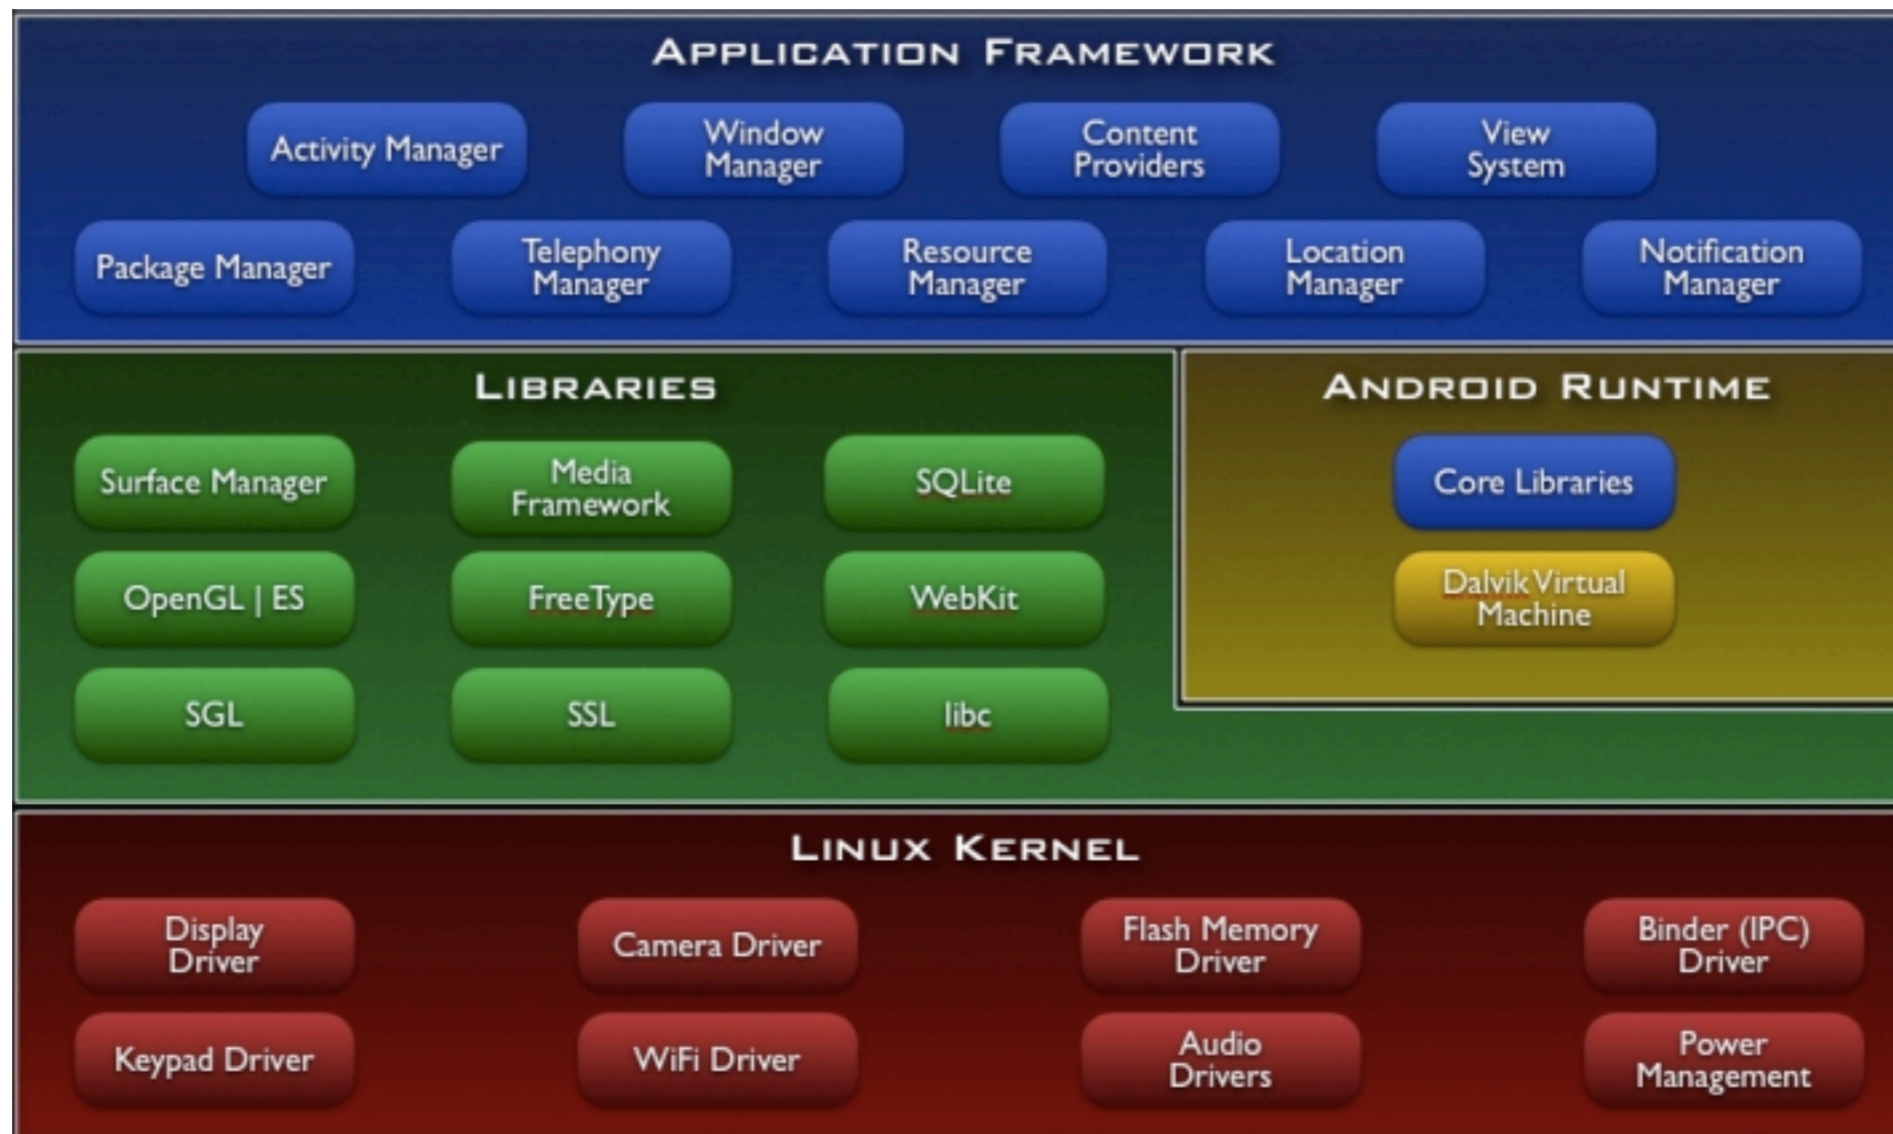 APPLICATION FRAMEWORK
Activity Manager
Window
Manager
Content
Providers
View
System
Package Manager
Telephony
Manager
Resource
Manager
Location
Manager
Notification
Manager
LIBRARIES
Surface Manager
Media
Framework
SQLite
OpenGL | ES
FreeType
WebKit
SGL
SSL
libc
ANDROID RUNTIME
Core Libraries
Dalvik Virtual
Machine
LINUX KERNEL
Display
Driver
Camera Driver
Flash Memory
Driver
Binder (IPC)
Driver
Keypad Driver
WiFi Driver
Audio
Drivers
Power
Management